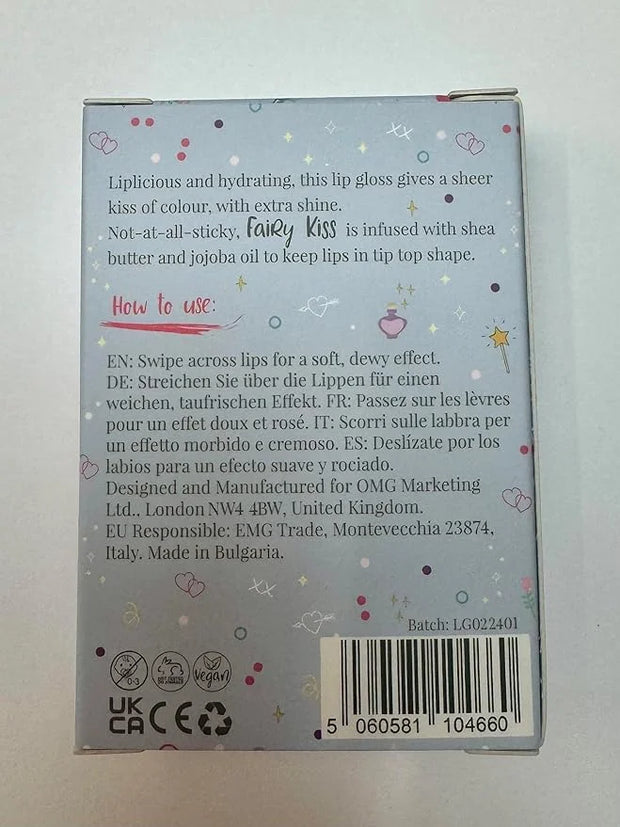 Liplicious and hydrating, this lip gloss gives a sheer
kiss of colour, with extra shine.
Not-at-all-sticky, Fairy Kiss is infused with shea
butter and jojoba oil to keep lips in tip top shape.
How to use:
EN: Swipe across lips for a soft, dewy effect.
DE: Streichen Sie über die Lippen für einen
weichen, taufrischen Effekt. FR: Passez sur les lèvres
pour un effet doux et rosé. IT: Scorri sulle labbra per
un effetto morbido e cremoso. ES: Deslízate por los
labios para un efecto suave y rociado.
Designed and Manufactured for OMG Marketing
Ltd., London NW4 4BW, United Kingdom.
EU Responsible: EMG Trade, Montevecchia 23874,
Italy. Made in Bulgaria.
Batch: LG022401
0-3
Vegan
UK
CA CE
5 060581 104660